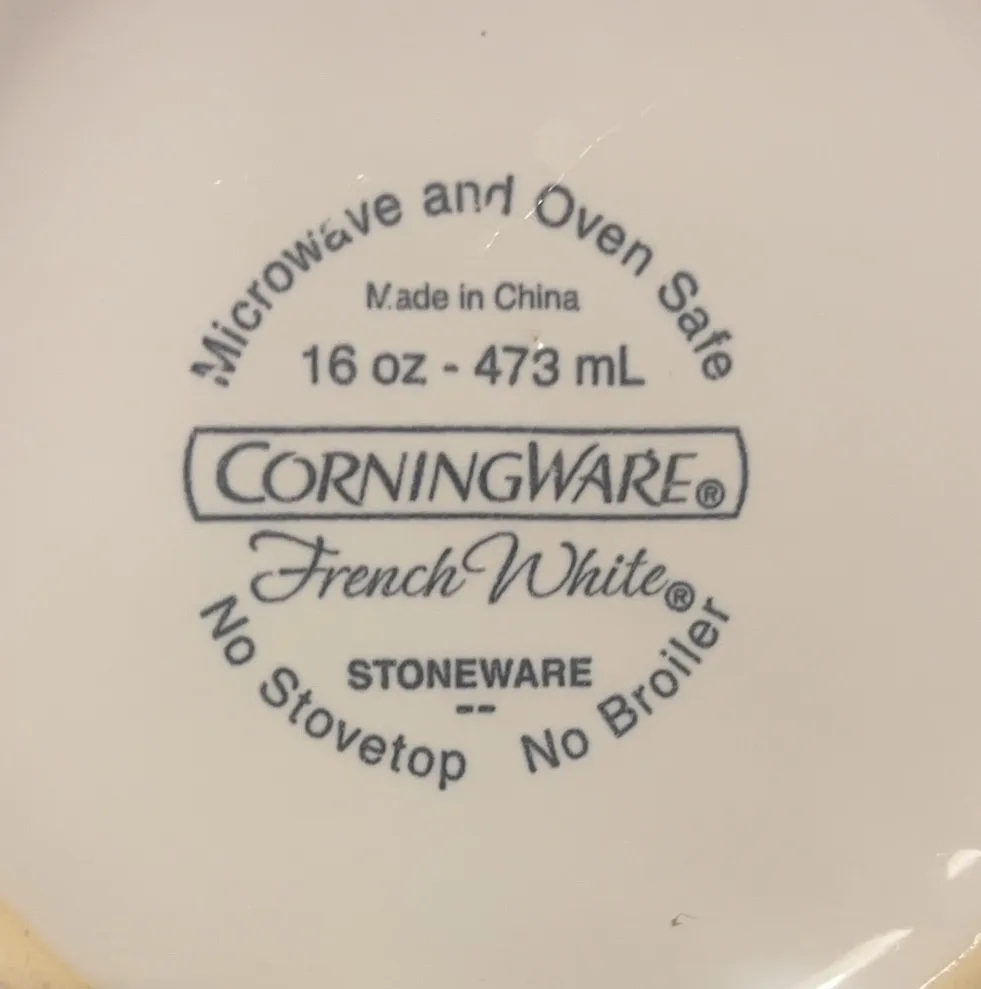 Microwave and Oven Safe
Made in China
16 oz - 473 mL
CORNINGWARE®
French White®
STONEWARE
--
No Stovetop No Broiler